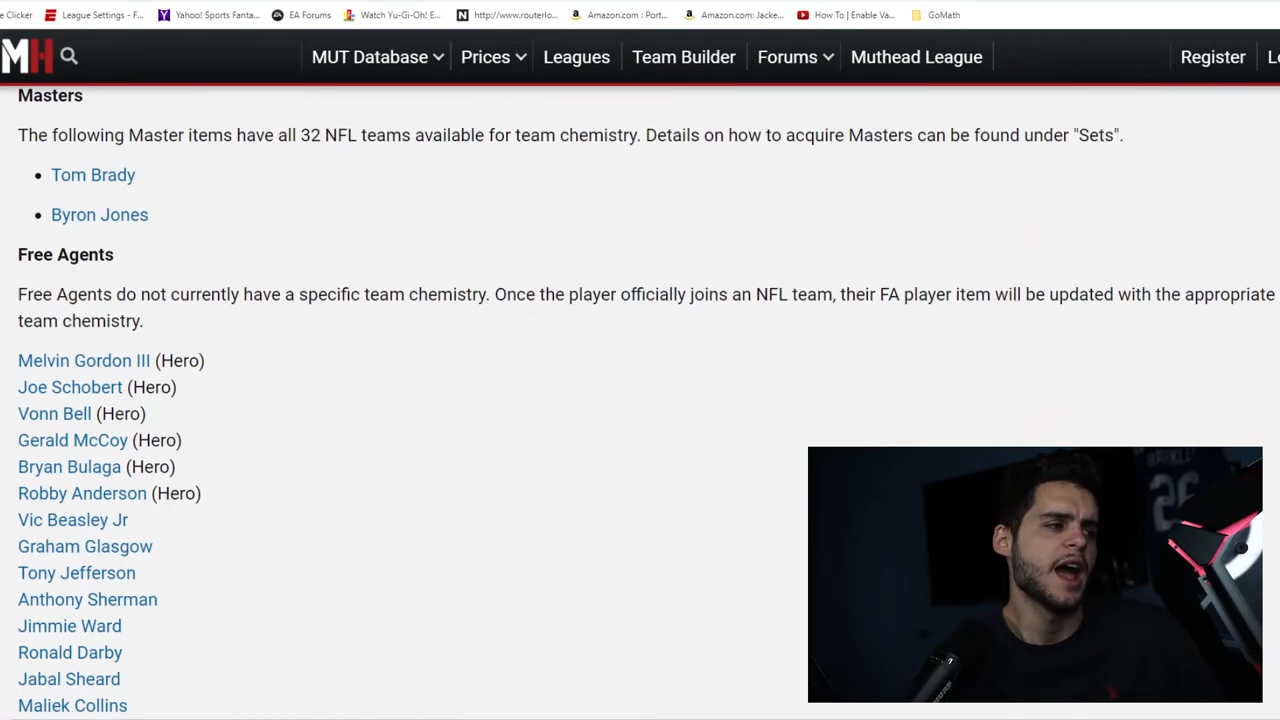 e Clicker League Settings - F... Yahoo! Sports Fanta... EA Forums Watch Yu-Gi-Oh! E... http://www.routerlo... Amazon.com : Port... Amazon.com: Jacke... How To | Enable Va... GoMath
MH MUT Database Prices Leagues Team Builder Forums Muthead League Register
Masters
The following Master items have all 32 NFL teams available for team chemistry. Details on how to acquire Masters can be found under "Sets".
Tom Brady
Byron Jones
Free Agents
Free Agents do not currently have a specific team chemistry. Once the player officially joins an NFL team, their FA player item will be updated with the appropriate
team chemistry.
Melvin Gordon III (Hero)
Joe Schobert (Hero)
Vonn Bell (Hero)
Gerald McCoy (Hero)
Bryan Bulaga (Hero)
Robby Anderson (Hero)
Vic Beasley Jr
Graham Glasgow
Tony Jefferson
Anthony Sherman
Jimmie Ward
Ronald Darby
Jabal Sheard
Maliek Collins
26